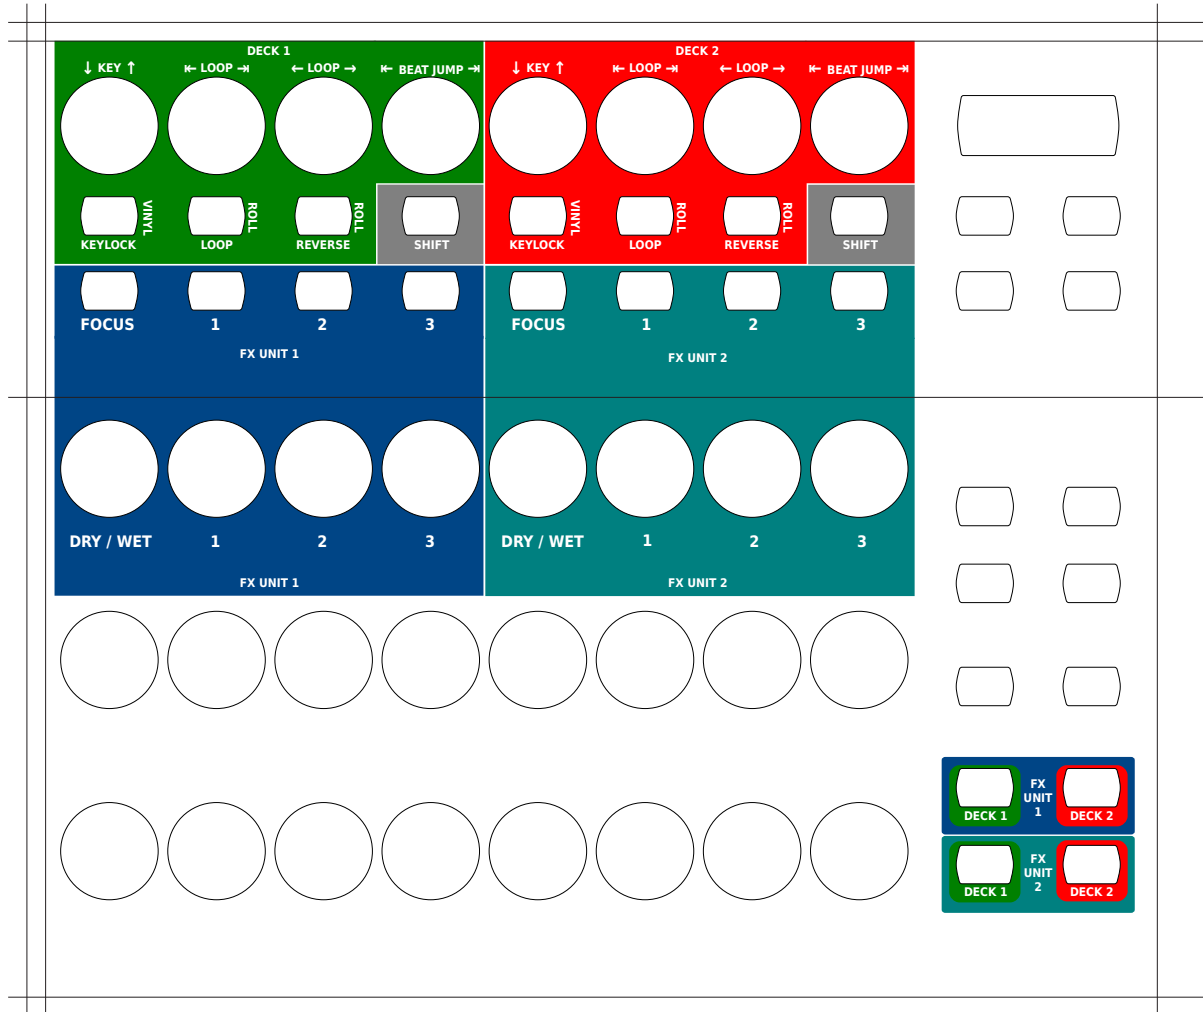 DECK 1
DECK 2
↓ KEY ↑
⇤ LOOP ⇥
← LOOP →
⇤ BEAT JUMP ⇥
↓ KEY ↑
⇤ LOOP ⇥
← LOOP →
⇤ BEAT JUMP ⇥
VINYL
ROLL
ROLL
VINYL
ROLL
ROLL
KEYLOCK
LOOP
REVERSE
SHIFT
KEYLOCK
LOOP
REVERSE
SHIFT
FOCUS
1
2
3
FOCUS
1
2
3
FX UNIT 1
FX UNIT 2
DRY / WET
1
2
3
DRY / WET
1
2
3
FX UNIT 1
FX UNIT 2
FX
UNIT
1
DECK 1
DECK 2
FX
UNIT
2
DECK 1
DECK 2